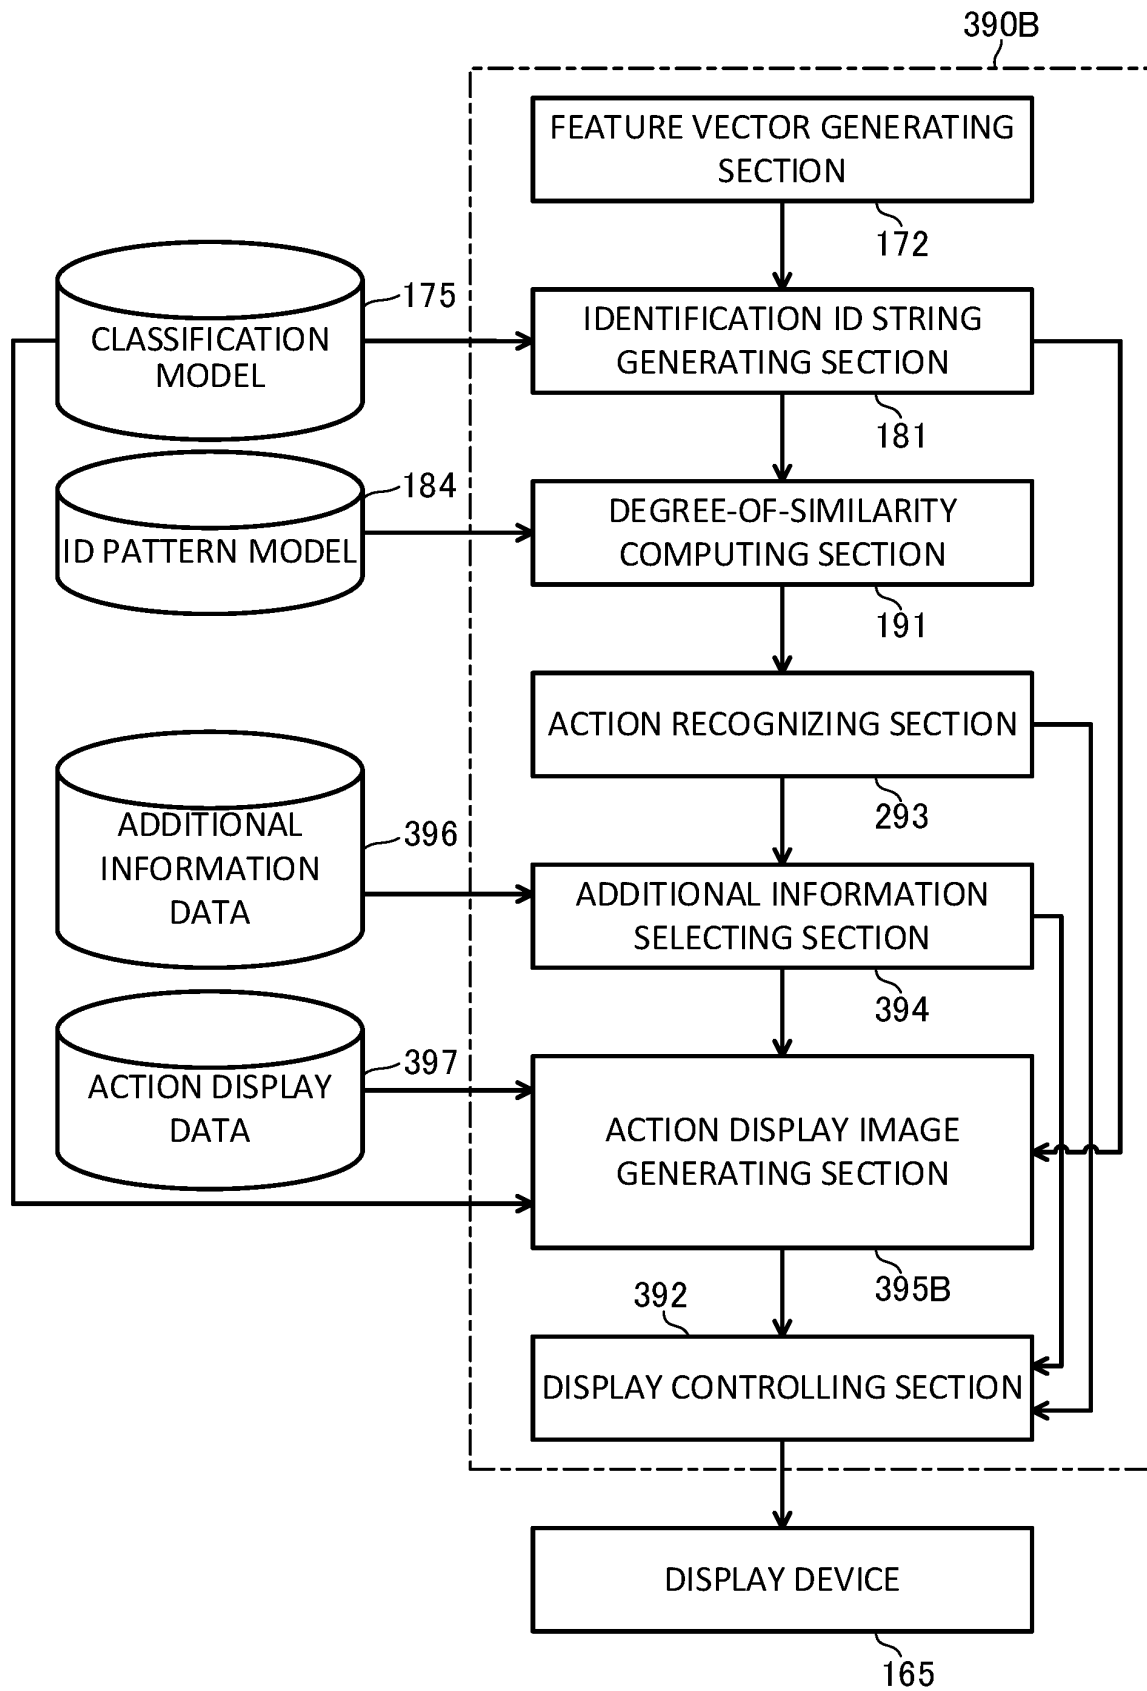 390B
FEATURE VECTOR GENERATING
SECTION
172
CLASSIFICATION
MODEL
175
IDENTIFICATION ID STRING
GENERATING SECTION
181
ID PATTERN MODEL
184
DEGREE-OF-SIMILARITY
COMPUTING SECTION
191
ACTION RECOGNIZING SECTION
293
ADDITIONAL
INFORMATION
DATA
396
ADDITIONAL INFORMATION
SELECTING SECTION
394
ACTION DISPLAY
DATA
397
ACTION DISPLAY IMAGE
GENERATING SECTION
395B
392
DISPLAY CONTROLLING SECTION
DISPLAY DEVICE
165